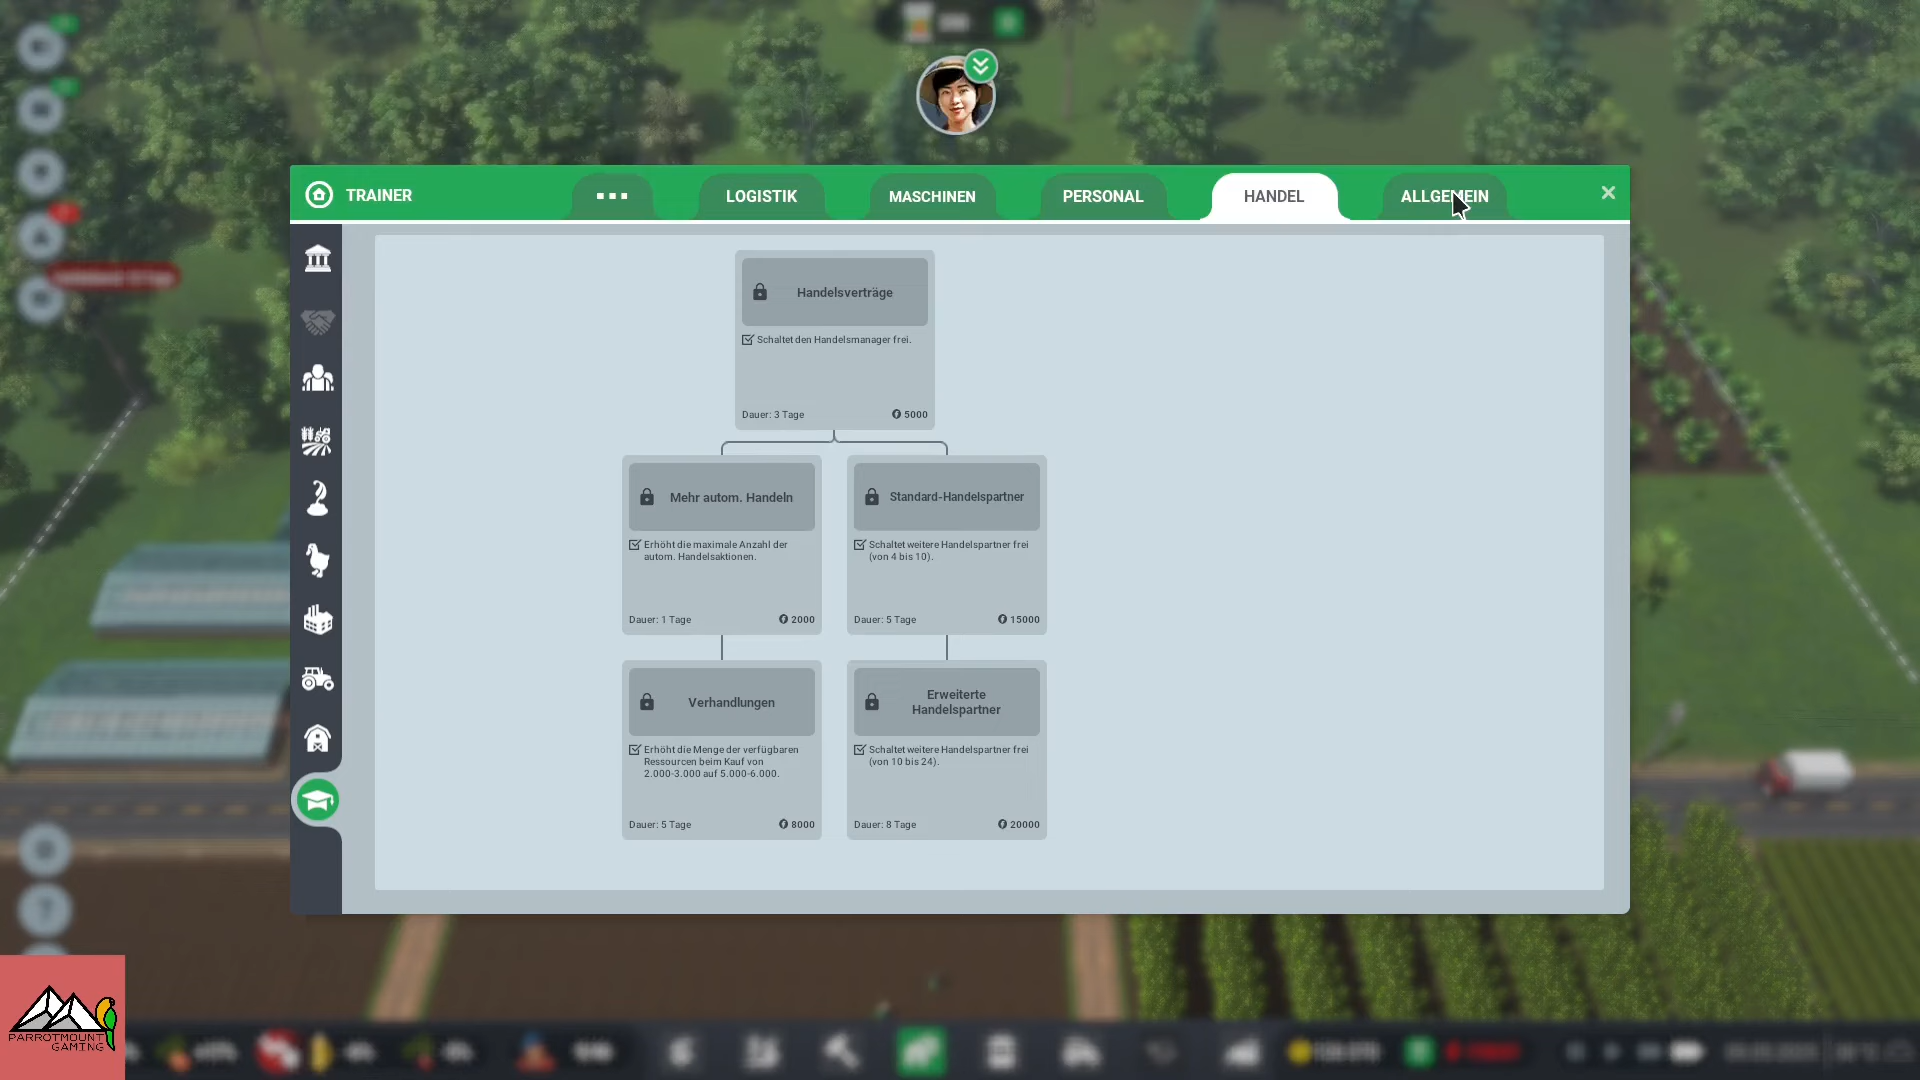 TRAINER
LOGISTIK
MASCHINEN
PERSONAL
HANDEL
ALLGEMEIN
Handelsverträge
Schaltet den Handelsmanager frei.
Dauer: 3 Tage
5000
Mehr autom. Handeln
Erhöht die maximale Anzahl der
autom. Handelsaktionen.
Dauer: 1 Tage
2000
Standard-Handelspartner
Schaltet weitere Handelspartner frei
(von 4 bis 10).
Dauer: 5 Tage
15000
Verhandlungen
Erhöht die Menge der verfügbaren
Ressourcen beim Kauf von
2.000-3.000 auf 5.000-6.000.
Dauer: 5 Tage
8000
Erweiterte
Handelspartner
Schaltet weitere Handelspartner frei
(von 10 bis 24).
Dauer: 8 Tage
20000
PARROTMOUNT
GAMING